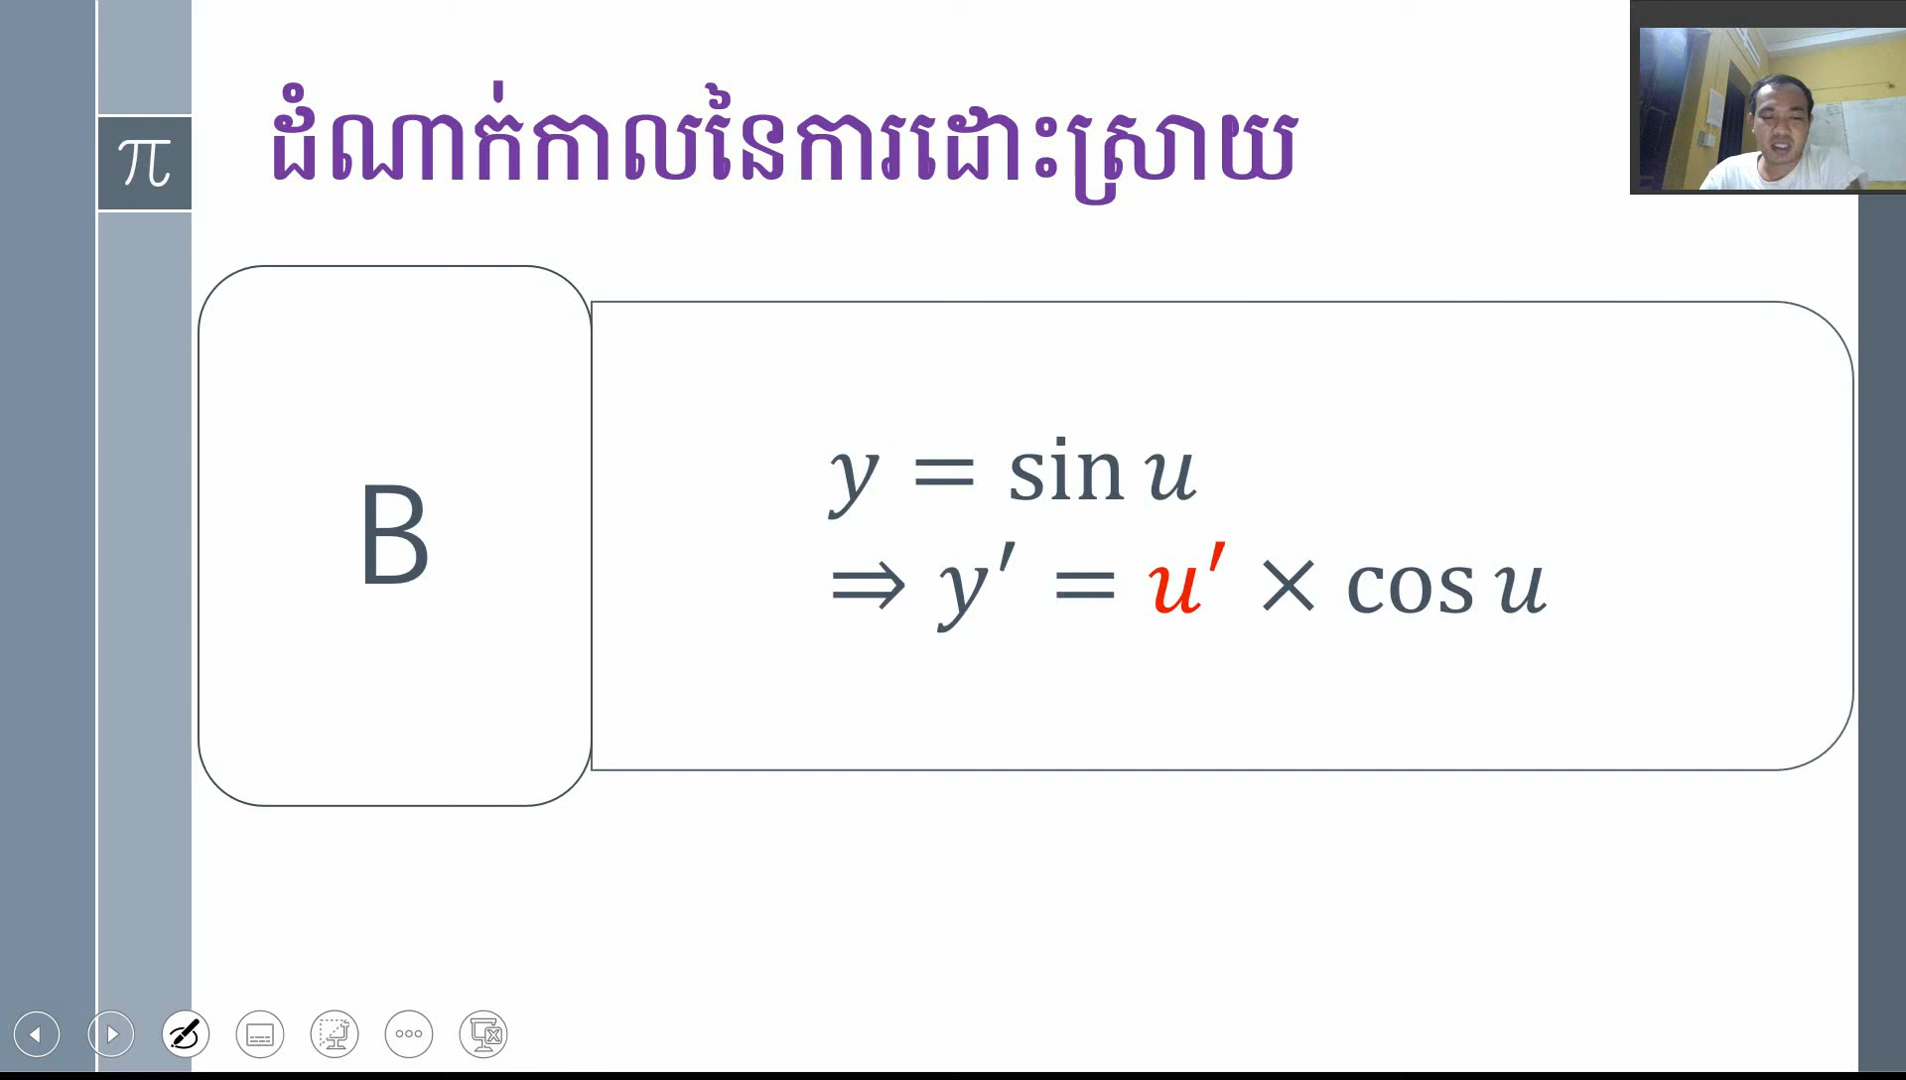 π
ដំណាក់កាលនៃការដោះស្រាយ
B
y = sin u
⇒ y′ = u′ × cos u